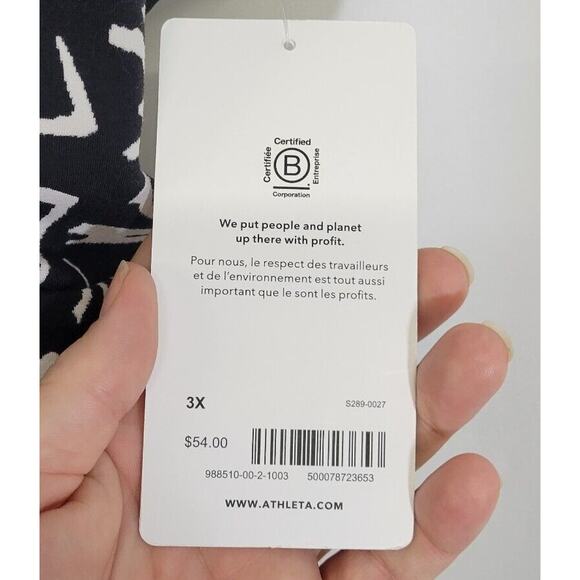 Certified
Certifiée
B
Entreprise
Corporation
We put people and planet
up there with profit.
Pour nous, le respect des travailleurs
et de l'environnement est tout aussi
important que le sont les profits.
3X S289-0027
$54.00
988510-00-2-1003 500078723653
WWW.ATHLETA.COM